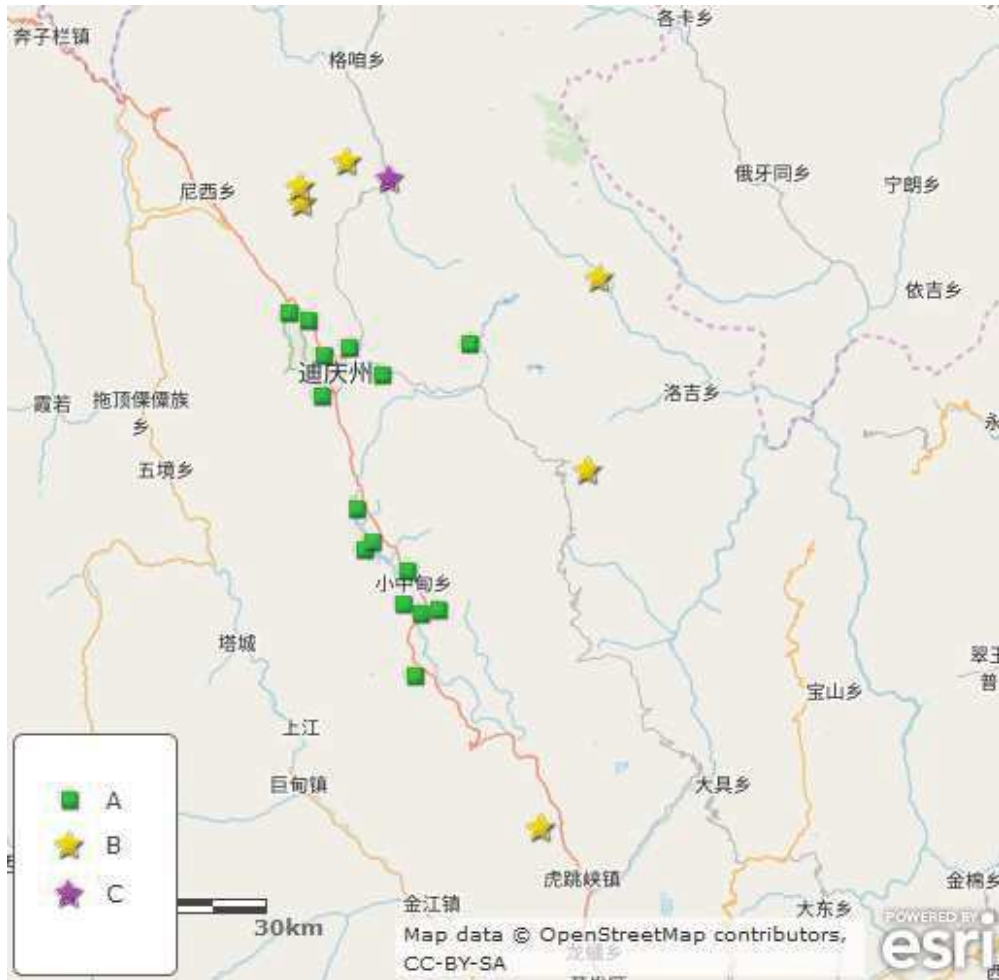 各卡乡
奔子栏镇
格咱乡
俄牙同乡
宁朗乡
尼西乡
依吉乡
迪庆州
洛吉乡
霞若
拖顶傈僳族
乡
永
五境乡
小中甸乡
塔城
翠玉
普
宝山乡
上江
巨甸镇
大具乡
A
B
C
虎跳峡镇
金棉乡
金江镇
大东乡
30km
Map data © OpenStreetMap contributors,
CC-BY-SA
POWERED BY
esri